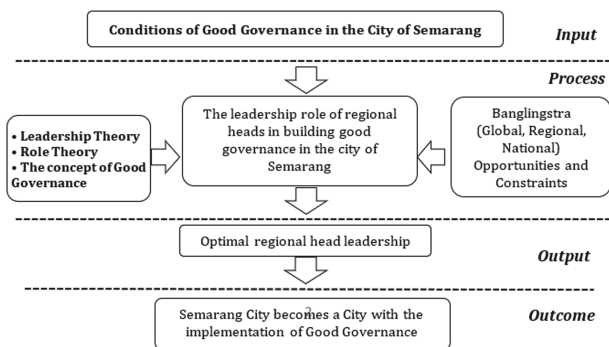 Conditions of Good Governance in the City of Semarang
Input
Process
• Leadership Theory
• Role Theory
• The concept of Good
Governance
The leadership role of regional
heads in building good
governance in the city of
Semarang
Banglingstra
(Global, Regional,
National)
Opportunities and
Constraints
Optimal regional head leadership
Output
Semarang City becomes a City with the
implementation of Good Governance
2
Outcome